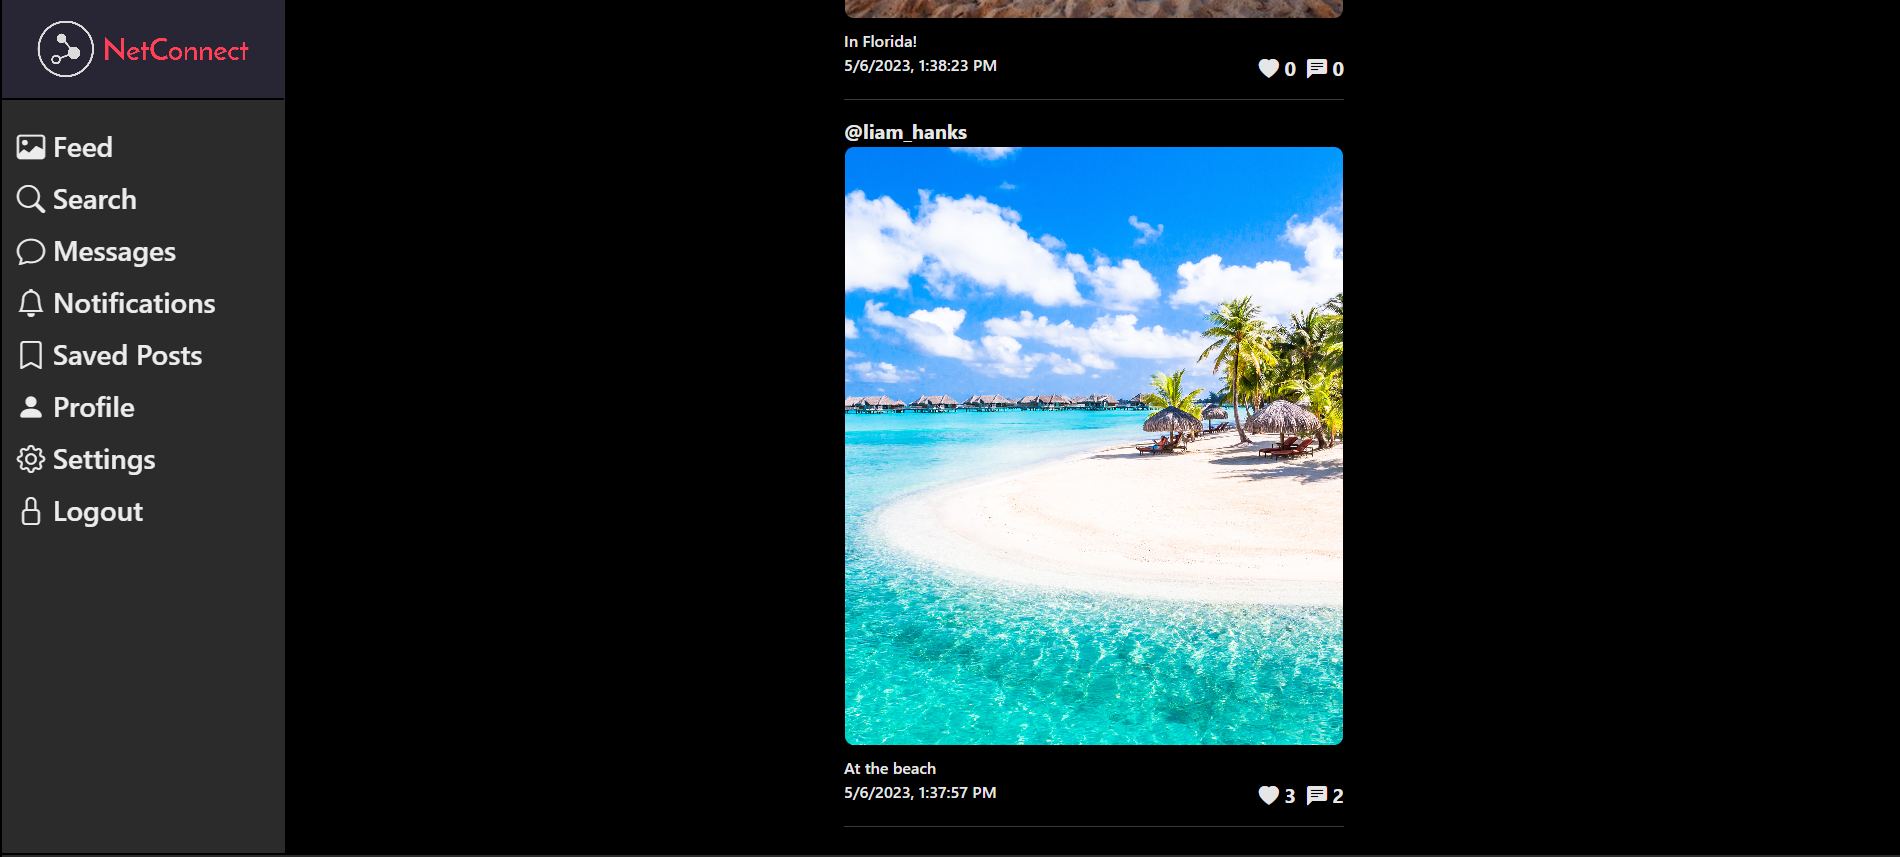 NetConnect
Feed
Search
Messages
Notifications
Saved Posts
Profile
Settings
Logout
In Florida!
5/6/2023, 1:38:23 PM
0 0
@liam_hanks
At the beach
5/6/2023, 1:37:57 PM
3 2